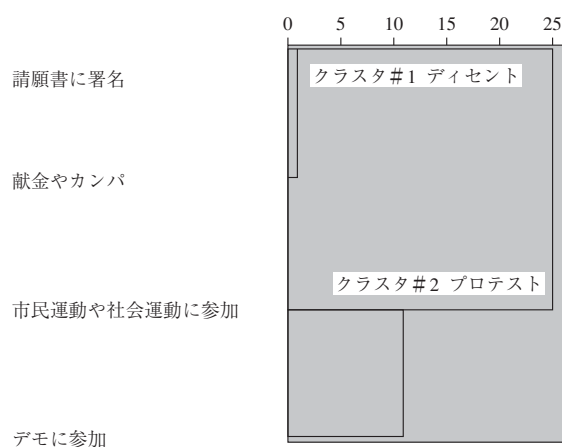 0 5 10 15 20 25
請願書に署名
クラスタ#1 ディセント
献金やカンパ
クラスタ#2 プロテスト
市民運動や社会運動に参加
デモに参加